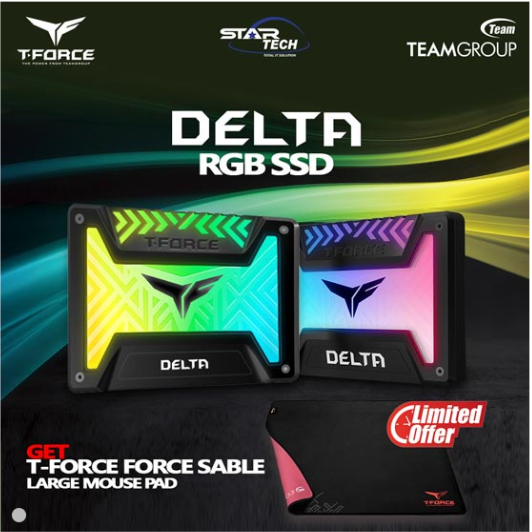 T-FORCE
THE POWER FROM TEAMGROUP
STAR TECH
TOTAL IT SOLUTION
Team
TEAMGROUP
DELTA
RGB SSD
T-FORCE
DELTA
T-FORCE
DELTA
GET
T-FORCE FORCE SABLE
LARGE MOUSE PAD
Limited
Offer
T-FORCE